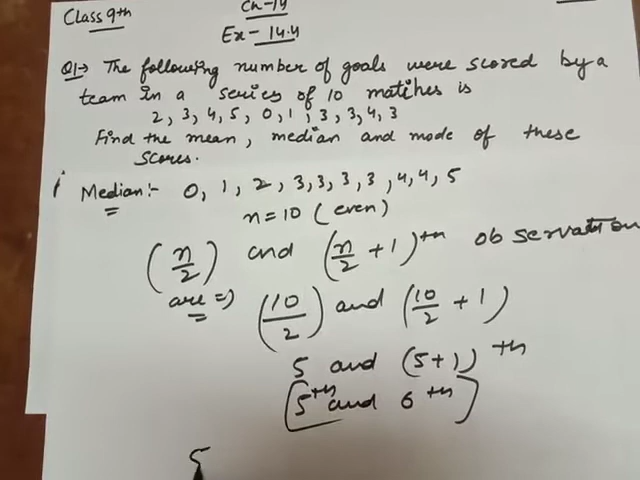 Class 9th
Ch-14
Ex- 14.4
Q1→ The following number of goals were scored by a
team in a series of 10 matches is
2, 3, 4, 5, 0, 1, 3, 3, 4, 3
Find the mean, median and mode of these
scores.
Median:- 0, 1, 2, 3, 3, 3, 3, 4, 4, 5
n=10 (even)
(n/2) and (n/2 + 1)th observation
are ⇒ (10/2) and (10/2 + 1)
5 and (5+1)th
[5th and 6th]
5